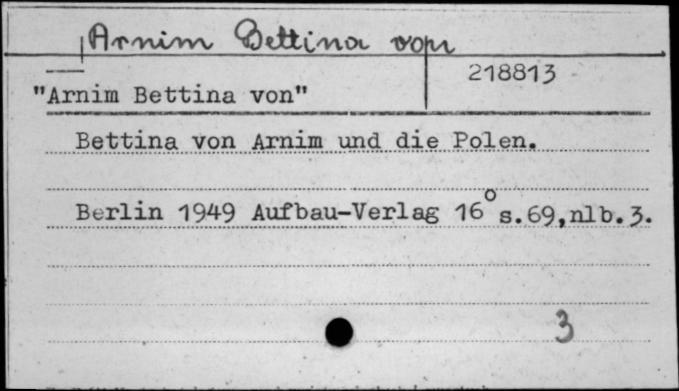 Arnim Bettina von
218813
"Arnim Bettina von"
Bettina von Arnim und die Polen.
Berlin 1949 Aufbau-Verlag 16° s.69,nlb.3.
3